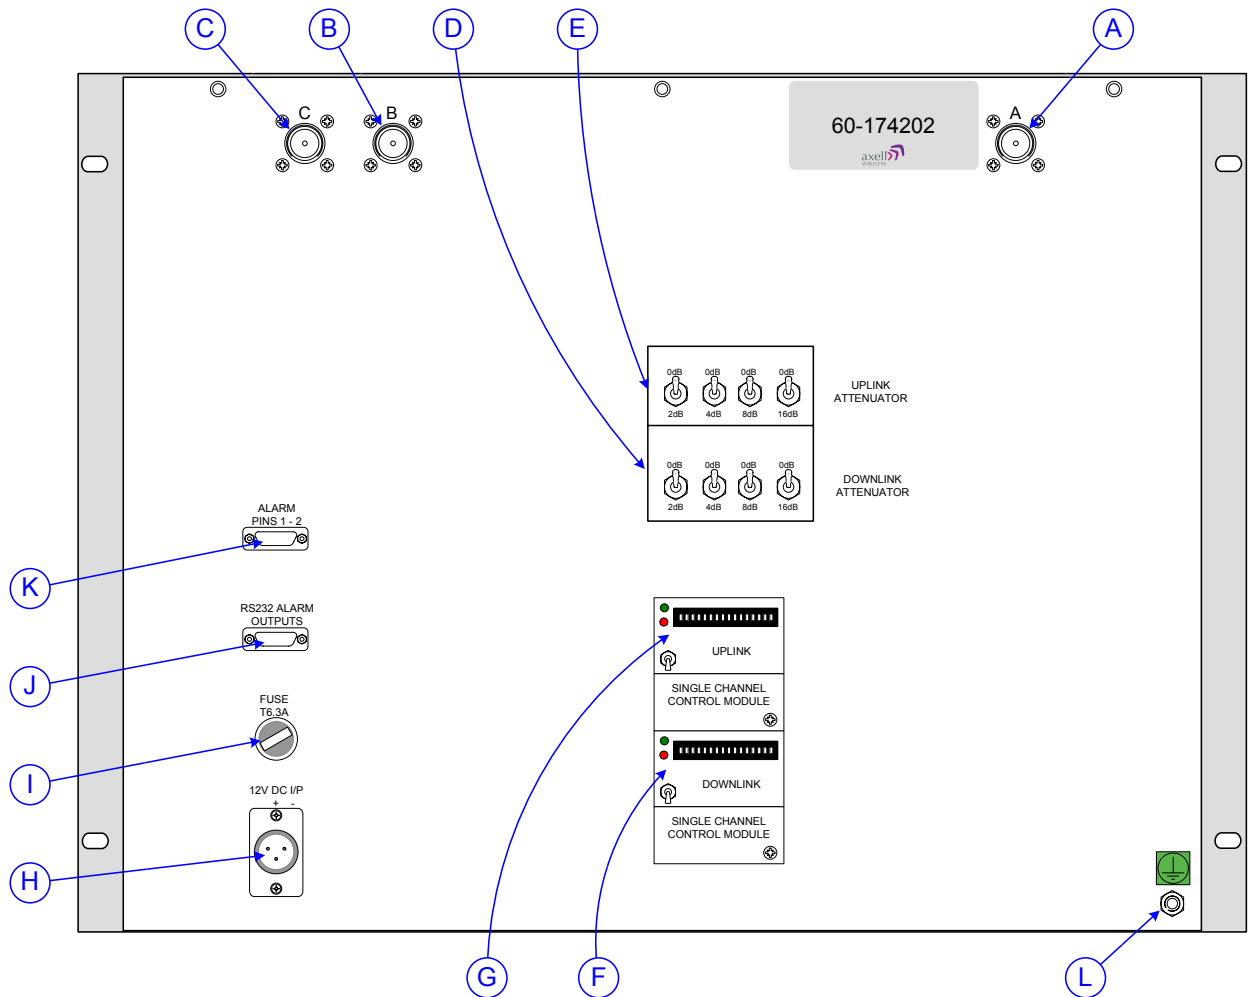 C
B
D
E
A
C
B
60-174202
axell
WIRELESS
A
0dB 0dB 0dB 0dB
2dB 4dB 8dB 16dB
UPLINK
ATTENUATOR
0dB 0dB 0dB 0dB
2dB 4dB 8dB 16dB
DOWNLINK
ATTENUATOR
ALARM
PINS 1 - 2
K
RS232 ALARM
OUTPUTS
J
FUSE
T6.3A
I
12V DC I/P
+ -
H
UPLINK
SINGLE CHANNEL
CONTROL MODULE
DOWNLINK
SINGLE CHANNEL
CONTROL MODULE
G
F
L